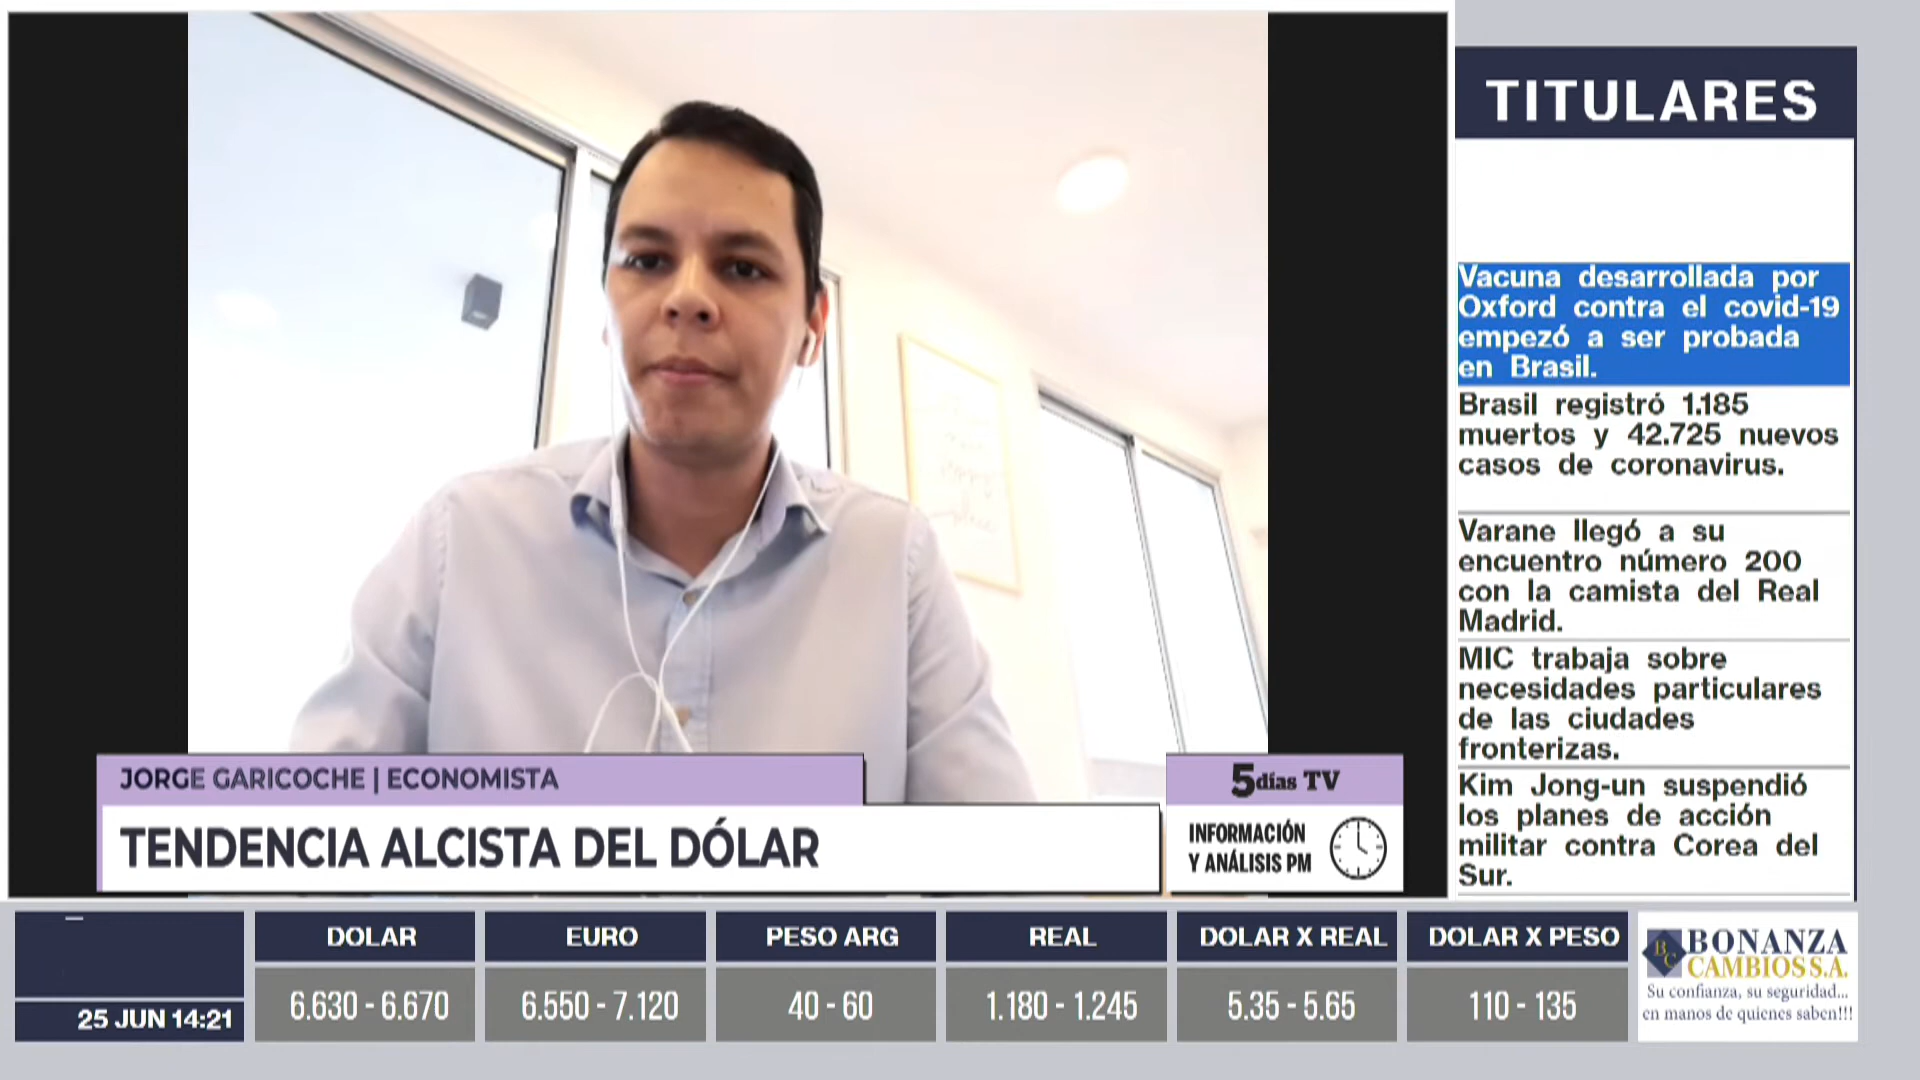 TITULARES
Vacuna desarrollada por
Oxford contra el covid-19
empezó a ser probada
en Brasil.
Brasil registró 1.185
muertos y 42.725 nuevos
casos de coronavirus.
Varane llegó a su
encuentro número 200
con la camista del Real
Madrid.
MIC trabaja sobre
necesidades particulares
de las ciudades
fronterizas.
Kim Jong-un suspendió
los planes de acción
militar contra Corea del
Sur.
JORGE GARICOCHE | ECONOMISTA
TENDENCIA ALCISTA DEL DÓLAR
5días TV
INFORMACIÓN
Y ANÁLISIS PM
25 JUN 14:21
DOLAR
6.630 - 6.670
EURO
6.550 - 7.120
PESO ARG
40 - 60
REAL
1.180 - 1.245
DOLAR X REAL
5.35 - 5.65
DOLAR X PESO
110 - 135
BC
BONANZA
CAMBIOS S.A.
Su confianza, su seguridad...
en manos de quienes saben!!!